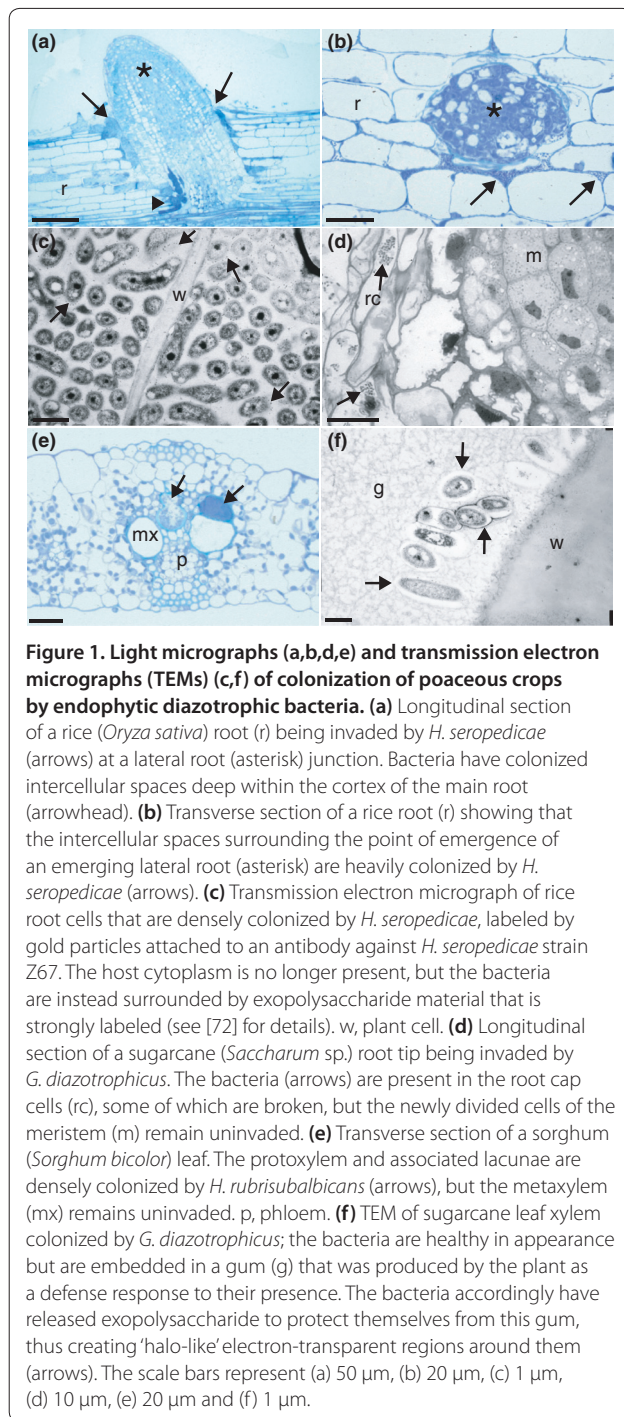 (a)
r
*
(b)
r
*
(c)
w
(d)
rc
m
(e)
mx
p
(f)
g
w
Figure 1. Light micrographs (a,b,d,e) and transmission electron
micrographs (TEMs) (c,f) of colonization of poaceous crops
by endophytic diazotrophic bacteria. (a) Longitudinal section
of a rice (Oryza sativa) root (r) being invaded by H. seropedicae
(arrows) at a lateral root (asterisk) junction. Bacteria have colonized
intercellular spaces deep within the cortex of the main root
(arrowhead). (b) Transverse section of a rice root (r) showing that
the intercellular spaces surrounding the point of emergence of
an emerging lateral root (asterisk) are heavily colonized by H.
seropedicae (arrows). (c) Transmission electron micrograph of rice
root cells that are densely colonized by H. seropedicae, labeled by
gold particles attached to an antibody against H. seropedicae strain
Z67. The host cytoplasm is no longer present, but the bacteria
are instead surrounded by exopolysaccharide material that is
strongly labeled (see [72] for details). w, plant cell. (d) Longitudinal
section of a sugarcane (Saccharum sp.) root tip being invaded by
G. diazotrophicus. The bacteria (arrows) are present in the root cap
cells (rc), some of which are broken, but the newly divided cells of the
meristem (m) remain uninvaded. (e) Transverse section of a sorghum
(Sorghum bicolor) leaf. The protoxylem and associated lacunae are
densely colonized by H. rubrisubalbicans (arrows), but the metaxylem
(mx) remains uninvaded. p, phloem. (f) TEM of sugarcane leaf xylem
colonized by G. diazotrophicus; the bacteria are healthy in appearance
but are embedded in a gum (g) that was produced by the plant as
a defense response to their presence. The bacteria accordingly have
released exopolysaccharide to protect themselves from this gum,
thus creating 'halo-like' electron-transparent regions around them
(arrows). The scale bars represent (a) 50 μm, (b) 20 μm, (c) 1 μm,
(d) 10 μm, (e) 20 μm and (f) 1 μm.